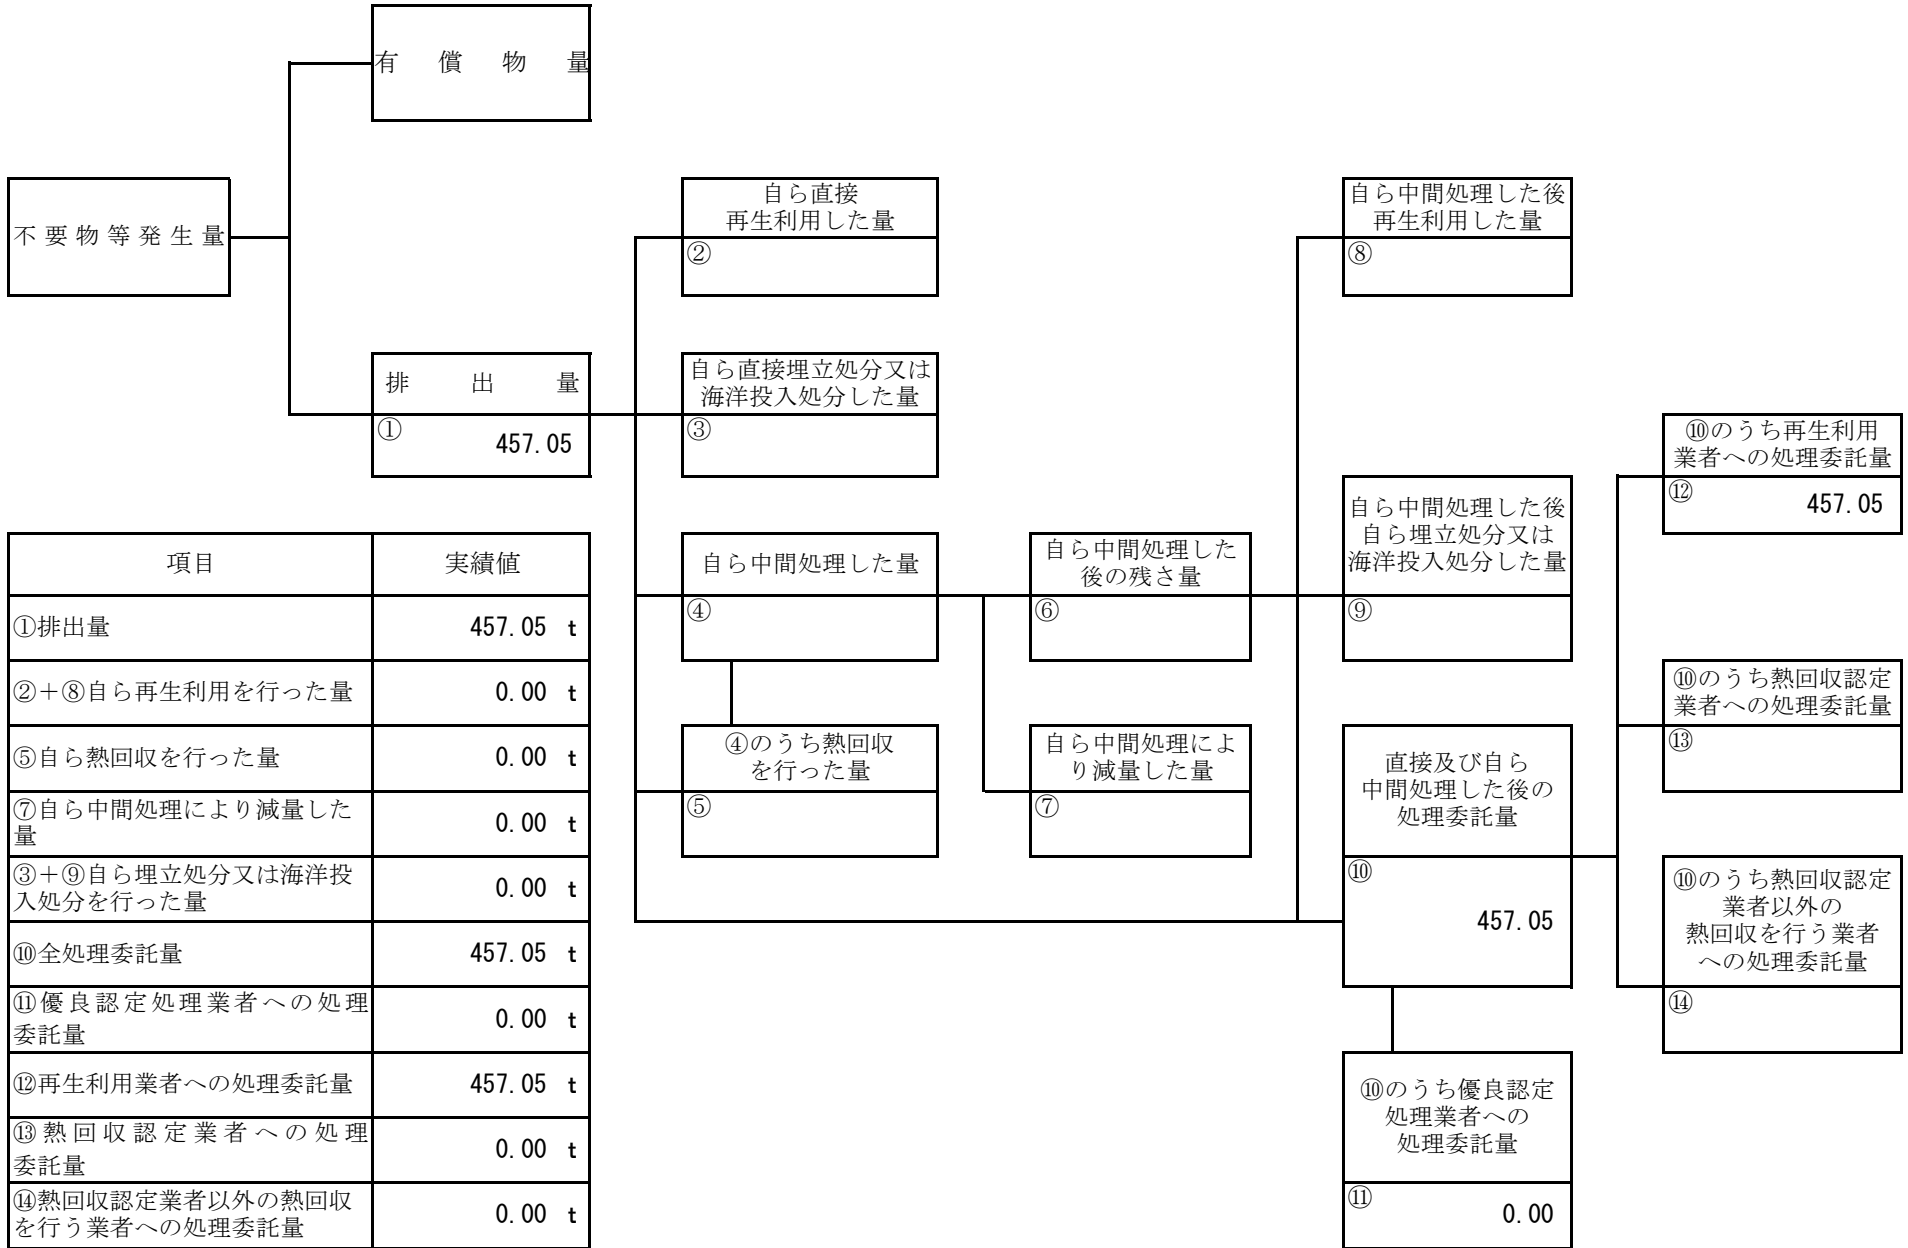 有償物量
不要物等発生量
排出量
①
457.05
自ら直接
再生利用した量
②
自ら直接埋立処分又は
海洋投入処分した量
③
自ら中間処理した量
④
④のうち熱回収
を行った量
⑤
自ら中間処理した
後の残さ量
⑥
自ら中間処理によ
り減量した量
⑦
自ら中間処理した後
再生利用した量
⑧
自ら中間処理した後
自ら埋立処分又は
海洋投入処分した量
⑨
直接及び自ら
中間処理した後の
処理委託量
⑩
457.05
⑩のうち優良認定
処理業者への
処理委託量
⑪
0.00
⑩のうち再生利用
業者への処理委託量
⑫
457.05
⑩のうち熱回収認定
業者への処理委託量
⑬
⑩のうち熱回収認定
業者以外の
熱回収を行う業者
への処理委託量
⑭
項目 実績値
①排出量 457.05 t
②＋⑧自ら再生利用を行った量 0.00 t
⑤自ら熱回収を行った量 0.00 t
⑦自ら中間処理により減量した
量 0.00 t
③＋⑨自ら埋立処分又は海洋投
入処分を行った量 0.00 t
⑩全処理委託量 457.05 t
⑪優良認定処理業者への処理
委託量 0.00 t
⑫再生利用業者への処理委託量 457.05 t
⑬熱回収認定業者への処理
委託量 0.00 t
⑭熱回収認定業者以外の熱回収
を行う業者への処理委託量 0.00 t